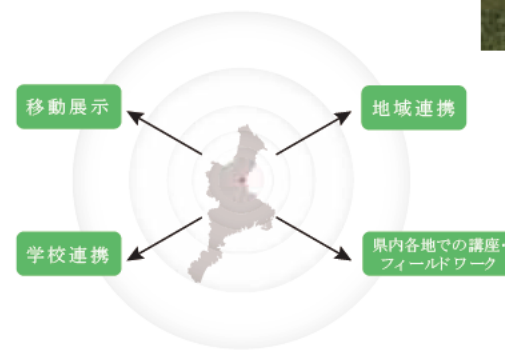 移動展示
地域連携
学校連携
県内各地での講座・
フィールドワーク